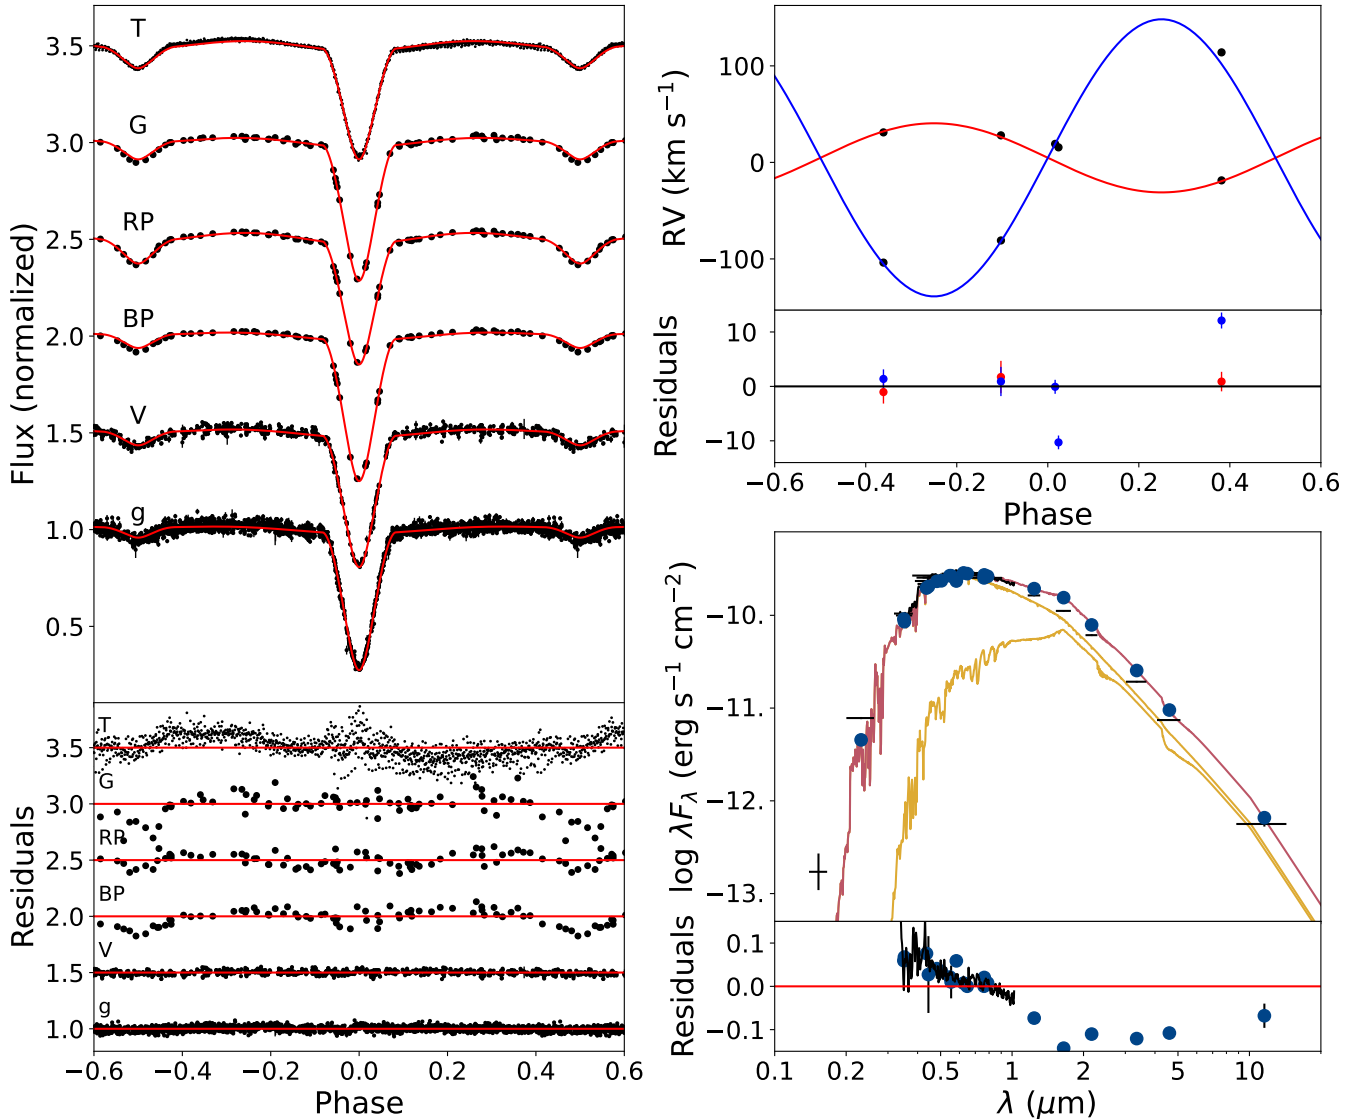 T
G
RP
BP
V
g
3.5
3.0
2.5
2.0
1.5
1.0
0.5
Flux (normalized)
T
G
RP
BP
V
g
3.5
3.0
2.5
2.0
1.5
1.0
Residuals
−0.6 −0.4 −0.2 0.0 0.2 0.4 0.6
Phase
100
0
−100
RV (km s⁻¹)
10
0
−10
Residuals
−0.6 −0.4 −0.2 0.0 0.2 0.4 0.6
Phase
−10.
−11.
−12.
−13.
log λF_λ (erg s⁻¹ cm⁻²)
0.1
0.0
−0.1
Residuals
0.1 0.2 0.5 1 2 5 10
λ (μm)